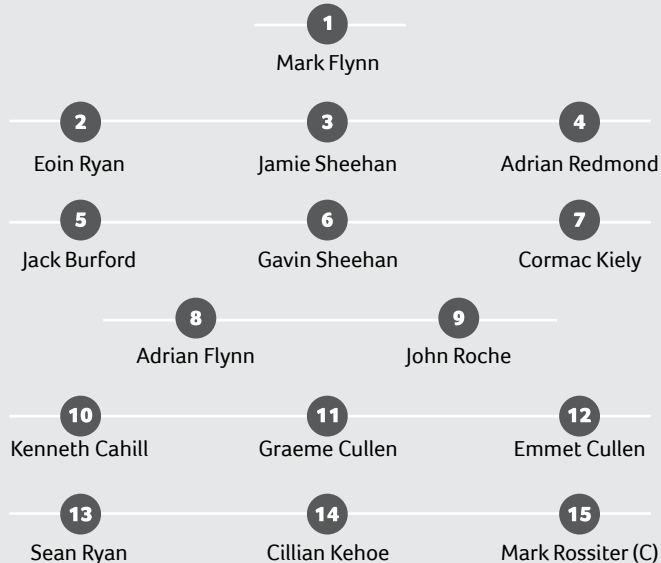 1
Mark Flynn
2 3 4
Eoin Ryan Jamie Sheehan Adrian Redmond
5 6 7
Jack Burford Gavin Sheehan Cormac Kiely
8 9
Adrian Flynn John Roche
10 11 12
Kenneth Cahill Graeme Cullen Emmet Cullen
13 14 15
Sean Ryan Cillian Kehoe Mark Rossiter (C)